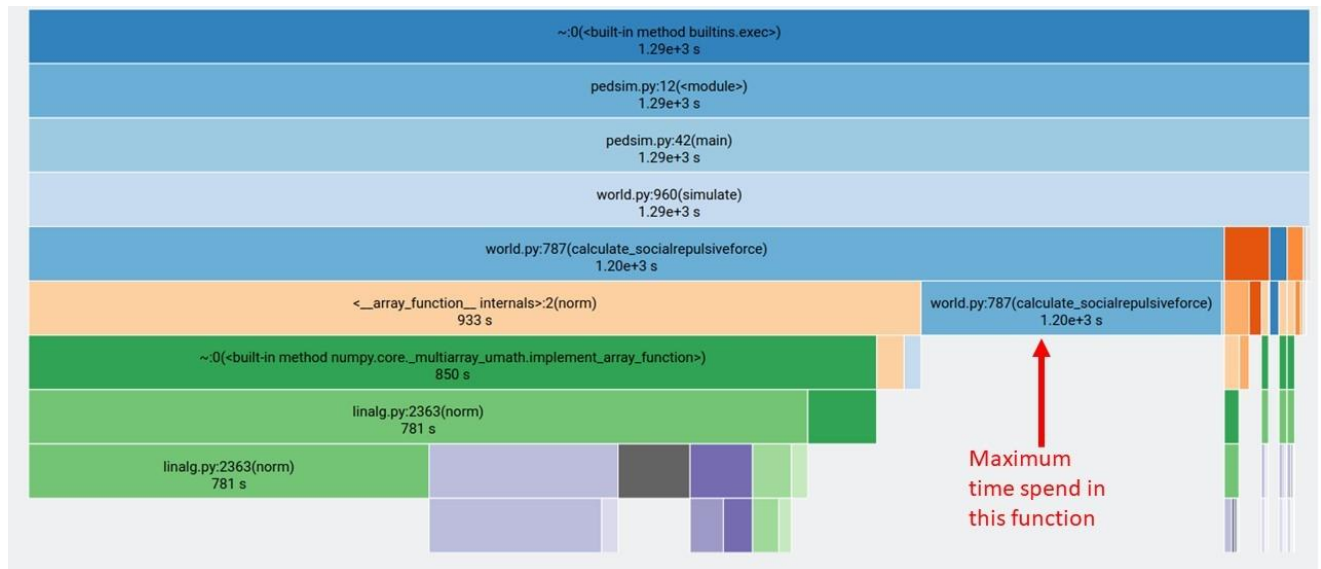 ~:0(<built-in method builtins.exec>)
1.29e+3 s
pedsim.py:12(<module>)
1.29e+3 s
pedsim.py:42(main)
1.29e+3 s
world.py:960(simulate)
1.29e+3 s
world.py:787(calculate_socialrepulsiveforce)
1.20e+3 s
<__array_function__ internals>:2(norm)
933 s
world.py:787(calculate_socialrepulsiveforce)
1.20e+3 s
~:0(<built-in method numpy.core._multiarray_umath.implement_array_function>)
850 s
linalg.py:2363(norm)
781 s
linalg.py:2363(norm)
781 s
Maximum
time spend in
this function